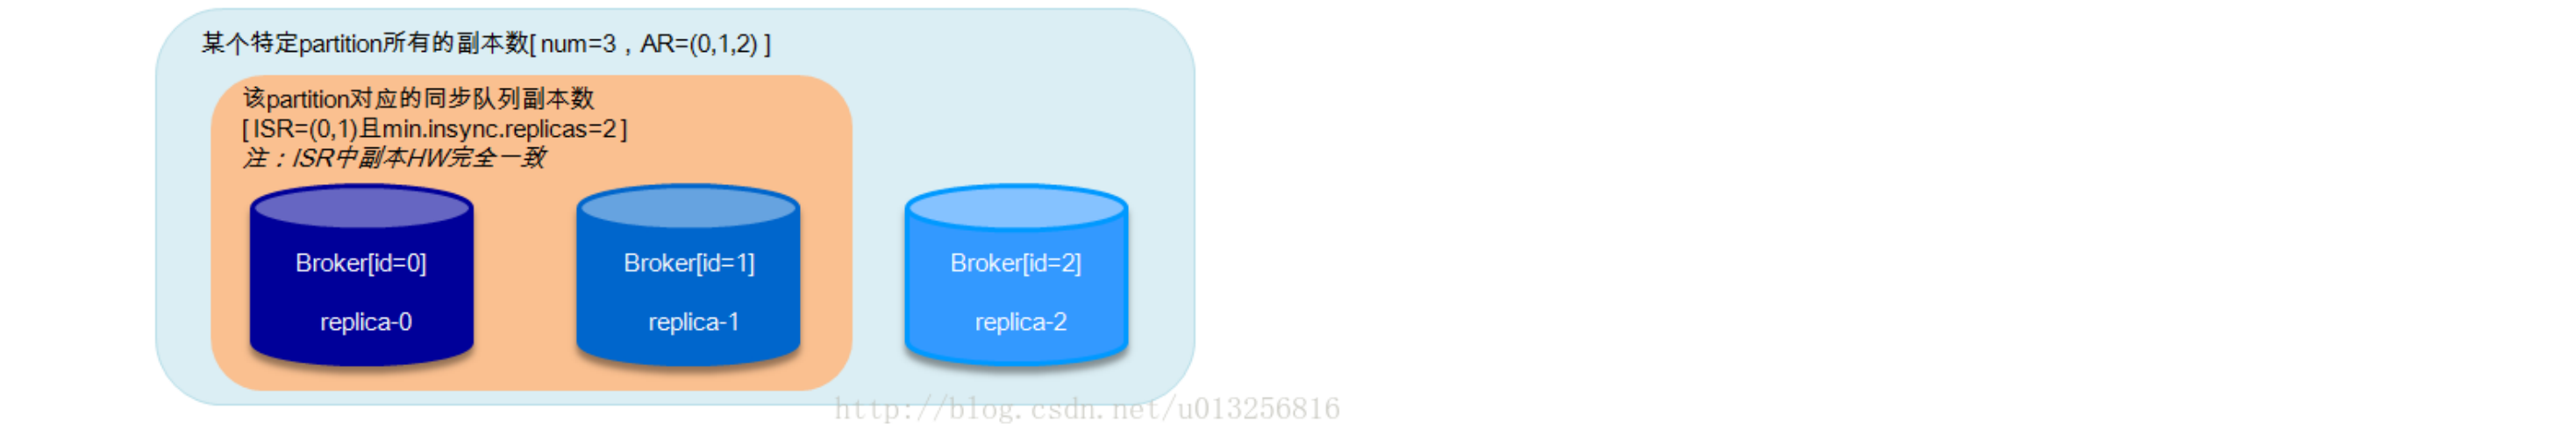 某个特定partition所有的副本数[ num=3，AR=(0,1,2) ]
该partition对应的同步队列副本数
[ ISR=(0,1)且min.insync.replicas=2 ]
注：ISR中副本HW完全一致
Broker[id=0]
replica-0
Broker[id=1]
replica-1
Broker[id=2]
replica-2
http://blog.csdn.net/u013256816